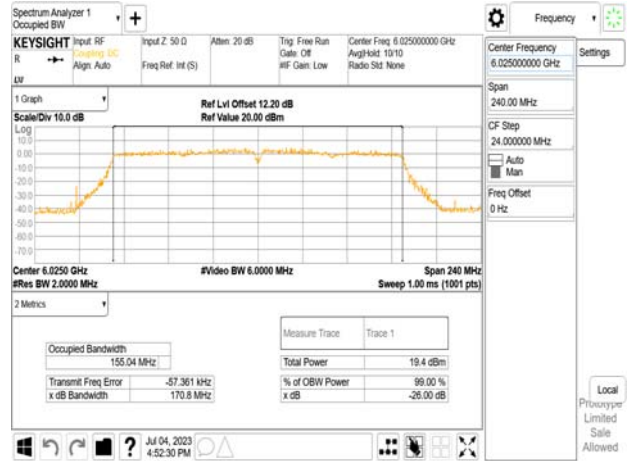 Spectrum Analyzer 1
Occupied BW
Frequency
KEYSIGHT
Input: RF
Coupling: DC
Align: Auto
Input Z: 50 Ω
Freq Ref: Int (S)
Atten: 20 dB
Trig: Free Run
Gate: Off
#IF Gain: Low
Center Freq: 6.025000000 GHz
Avg|Hold: 10/10
Radio Std: None
R
LXI
Center Frequency
6.025000000 GHz
Settings
Span
240.00 MHz
CF Step
24.000000 MHz
Auto
Man
Freq Offset
0 Hz
1 Graph
Scale/Div 10.0 dB
Ref Lvl Offset 12.20 dB
Ref Value 20.00 dBm
Log
10.0
0.00
-10.0
-20.0
-30.0
-40.0
-50.0
-60.0
-70.0
Center 6.0250 GHz
#Video BW 6.0000 MHz
Span 240 MHz
#Res BW 2.0000 MHz
Sweep 1.00 ms (1001 pts)
2 Metrics
Measure Trace
Trace 1
Occupied Bandwidth
155.04 MHz
Total Power
19.4 dBm
Transmit Freq Error
-57.361 kHz
% of OBW Power
99.00 %
x dB Bandwidth
170.8 MHz
x dB
-26.00 dB
Local
Prototype
Limited
Sale
Allowed
?
Jul 04, 2023
4:52:30 PM